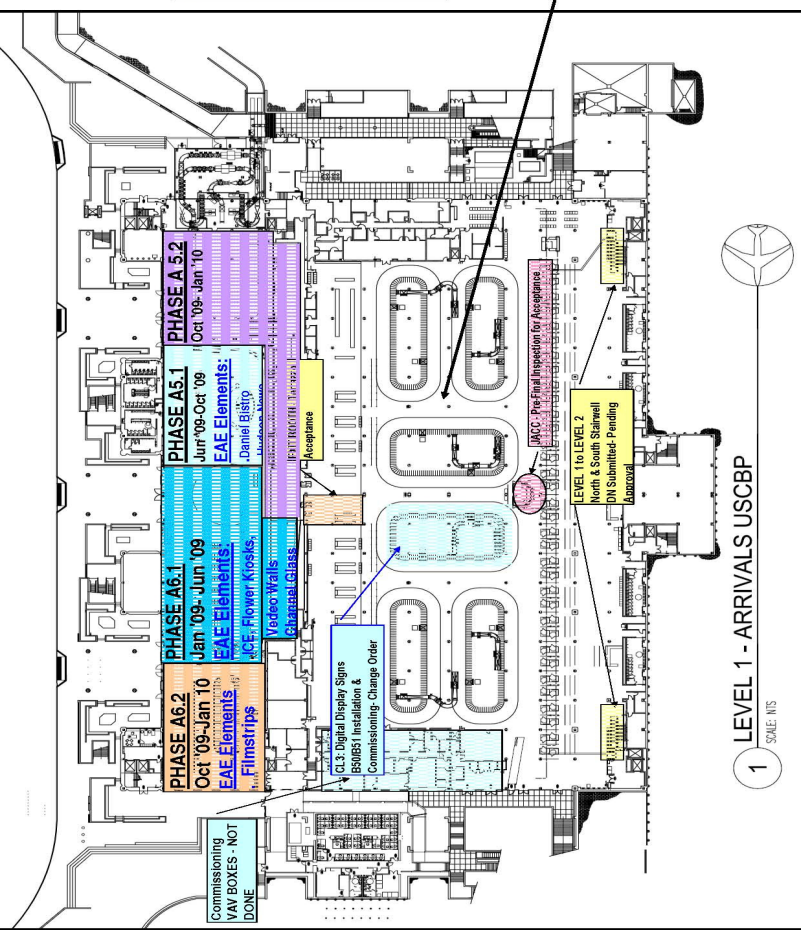 PHASE A 5.2
Oct '09- Jan '10
PHASE A5.1
Jun '09-Oct '09
EAE Elements:
.Daniel Bistro
PHASE A6.1
Jan '09- Jun '09
EAE Elements:
ICE, Flower Kiosks,
Vedeo Walls
Channel Glass
PHASE A6.2
Oct '09-Jan 10
EAE Elements
Filmstrips
Acceptance
JACC - Pre-Final Inspection for Acceptance
LEVEL 1 to LEVEL 2
North & South Stairwell
DN Submitted- Pending
Approval
CL3: Digital Display Signs
B50/B51 Installation &
Commissioning- Change Order
Commissioning
VAV BOXES - NOT
DONE
1
LEVEL 1 - ARRIVALS USCBP
SCALE: NTS